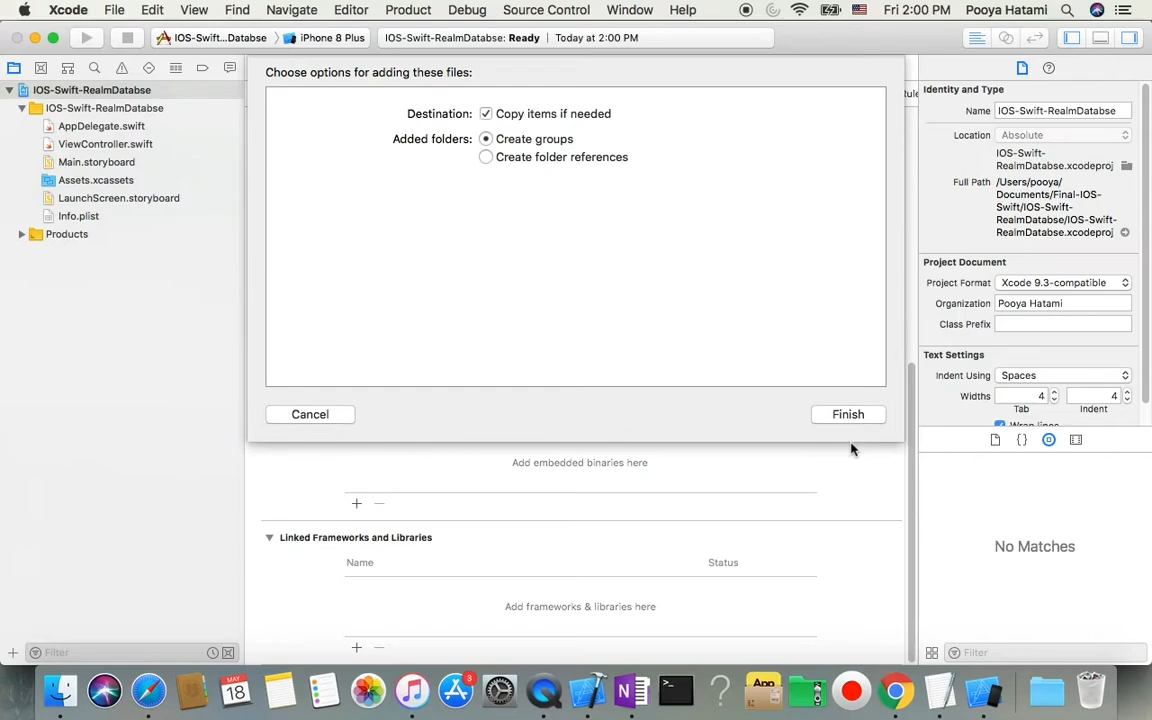 Xcode File Edit View Find Navigate Editor Product Debug Source Control Window Help Fri 2:00 PM Pooya Hatami
IOS-Swift...Databse iPhone 8 Plus IOS-Swift-RealmDatabse: Ready Today at 2:00 PM
IOS-Swift-RealmDatabse
IOS-Swift-RealmDatabse
AppDelegate.swift
ViewController.swift
Main.storyboard
Assets.xcassets
LaunchScreen.storyboard
Info.plist
Products
Filter
Choose options for adding these files:
Destination: Copy items if needed
Added folders: Create groups
Create folder references
Cancel Finish
Add embedded binaries here
Linked Frameworks and Libraries
Name Status
Add frameworks & libraries here
Identity and Type
Name IOS-Swift-RealmDatabse
Location Absolute
IOS-Swift-
RealmDatabse.xcodeproj
Full Path /Users/pooya/
Documents/Final-IOS-
Swift/IOS-Swift-
RealmDatabse/IOS-Swift-
RealmDatabse.xcodeproj
Project Document
Project Format Xcode 9.3-compatible
Organization Pooya Hatami
Class Prefix
Text Settings
Indent Using Spaces
Widths 4 4
Tab Indent
Wrap lines
{ }
No Matches
Filter
MAY
18
3
N
App